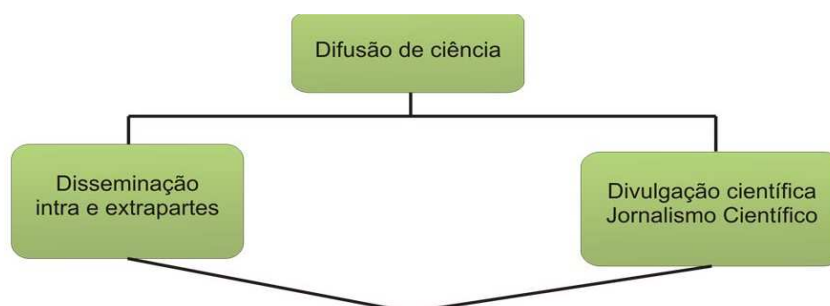 Difusão de ciência
Disseminação
intra e extrapartes
Divulgação científica
Jornalismo Científico